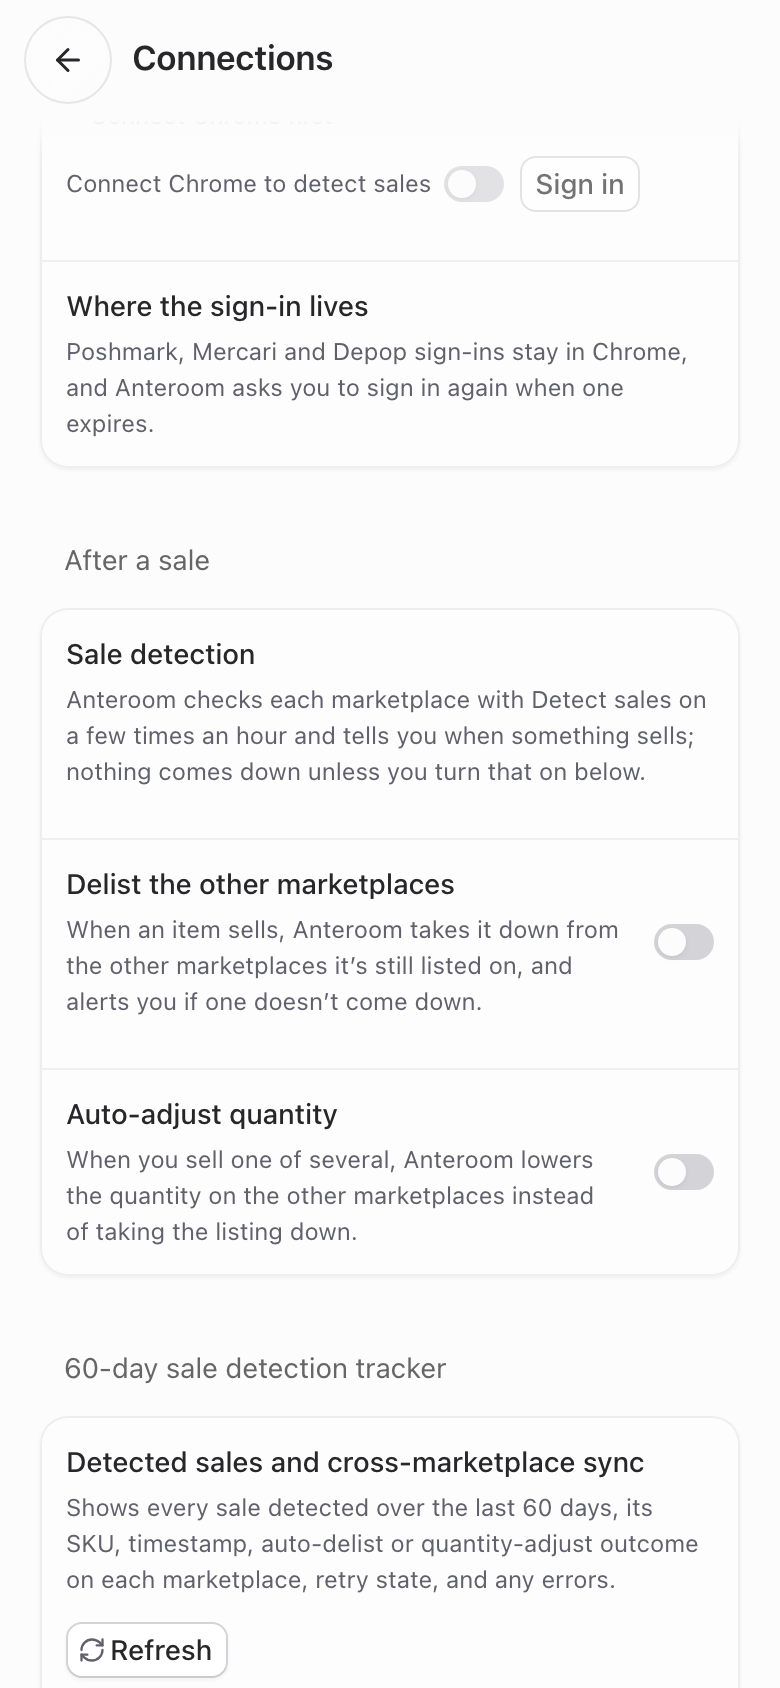 Connections
Connect Chrome to detect sales
Sign in
Where the sign-in lives
Poshmark, Mercari and Depop sign-ins stay in Chrome,
and Anteroom asks you to sign in again when one
expires.
After a sale
Sale detection
Anteroom checks each marketplace with Detect sales on
a few times an hour and tells you when something sells;
nothing comes down unless you turn that on below.
Delist the other marketplaces
When an item sells, Anteroom takes it down from
the other marketplaces it’s still listed on, and
alerts you if one doesn’t come down.
Auto-adjust quantity
When you sell one of several, Anteroom lowers
the quantity on the other marketplaces instead
of taking the listing down.
60-day sale detection tracker
Detected sales and cross-marketplace sync
Shows every sale detected over the last 60 days, its
SKU, timestamp, auto-delist or quantity-adjust outcome
on each marketplace, retry state, and any errors.
Refresh